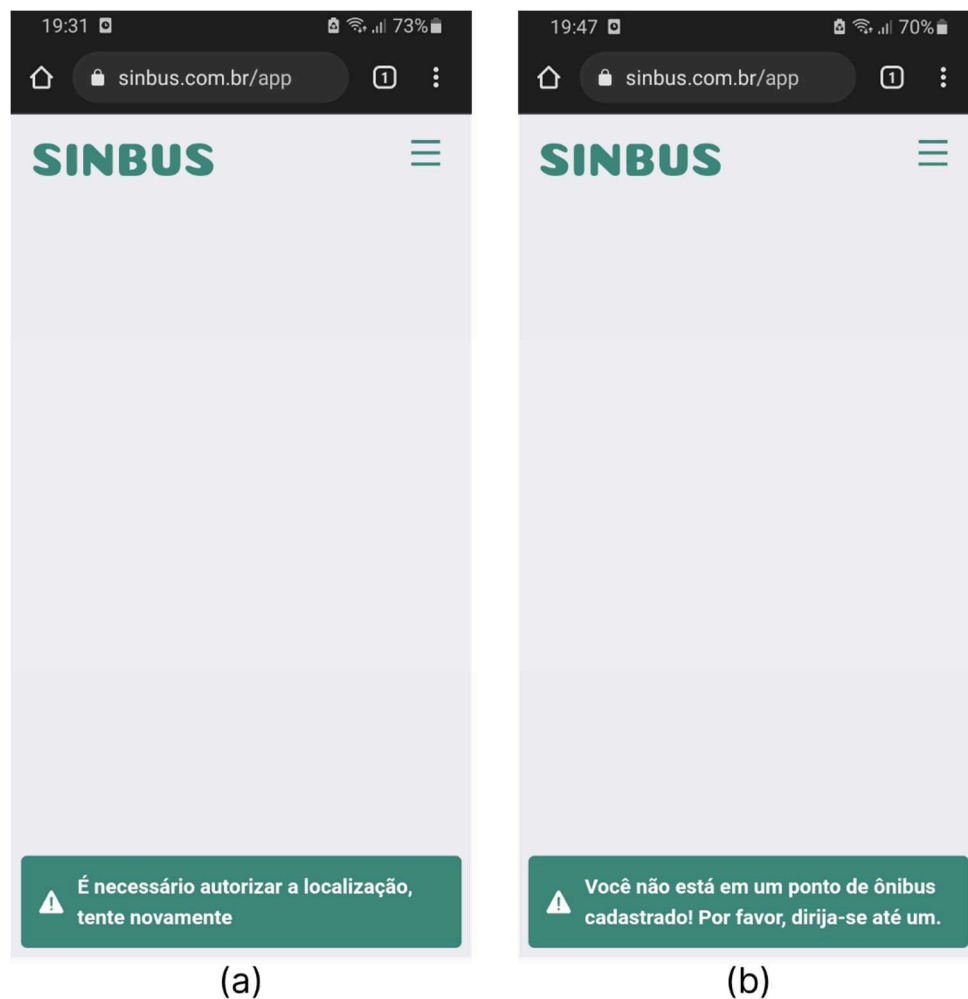 19:31
73%
sinbus.com.br/app
1
SINBUS
É necessário autorizar a localização,
tente novamente
(a)
19:47
70%
sinbus.com.br/app
1
SINBUS
Você não está em um ponto de ônibus
cadastrado! Por favor, dirija-se até um.
(b)